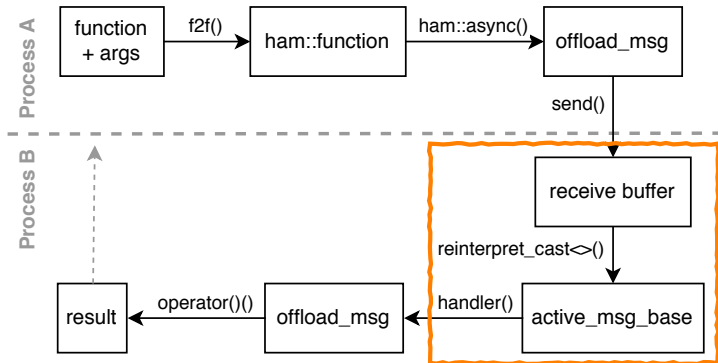 Process A
function
+ args
f2f()
ham::function
ham::async()
offload_msg
send()
Process B
receive buffer
reinterpret_cast<>()
active_msg_base
handler()
offload_msg
operator()()
result